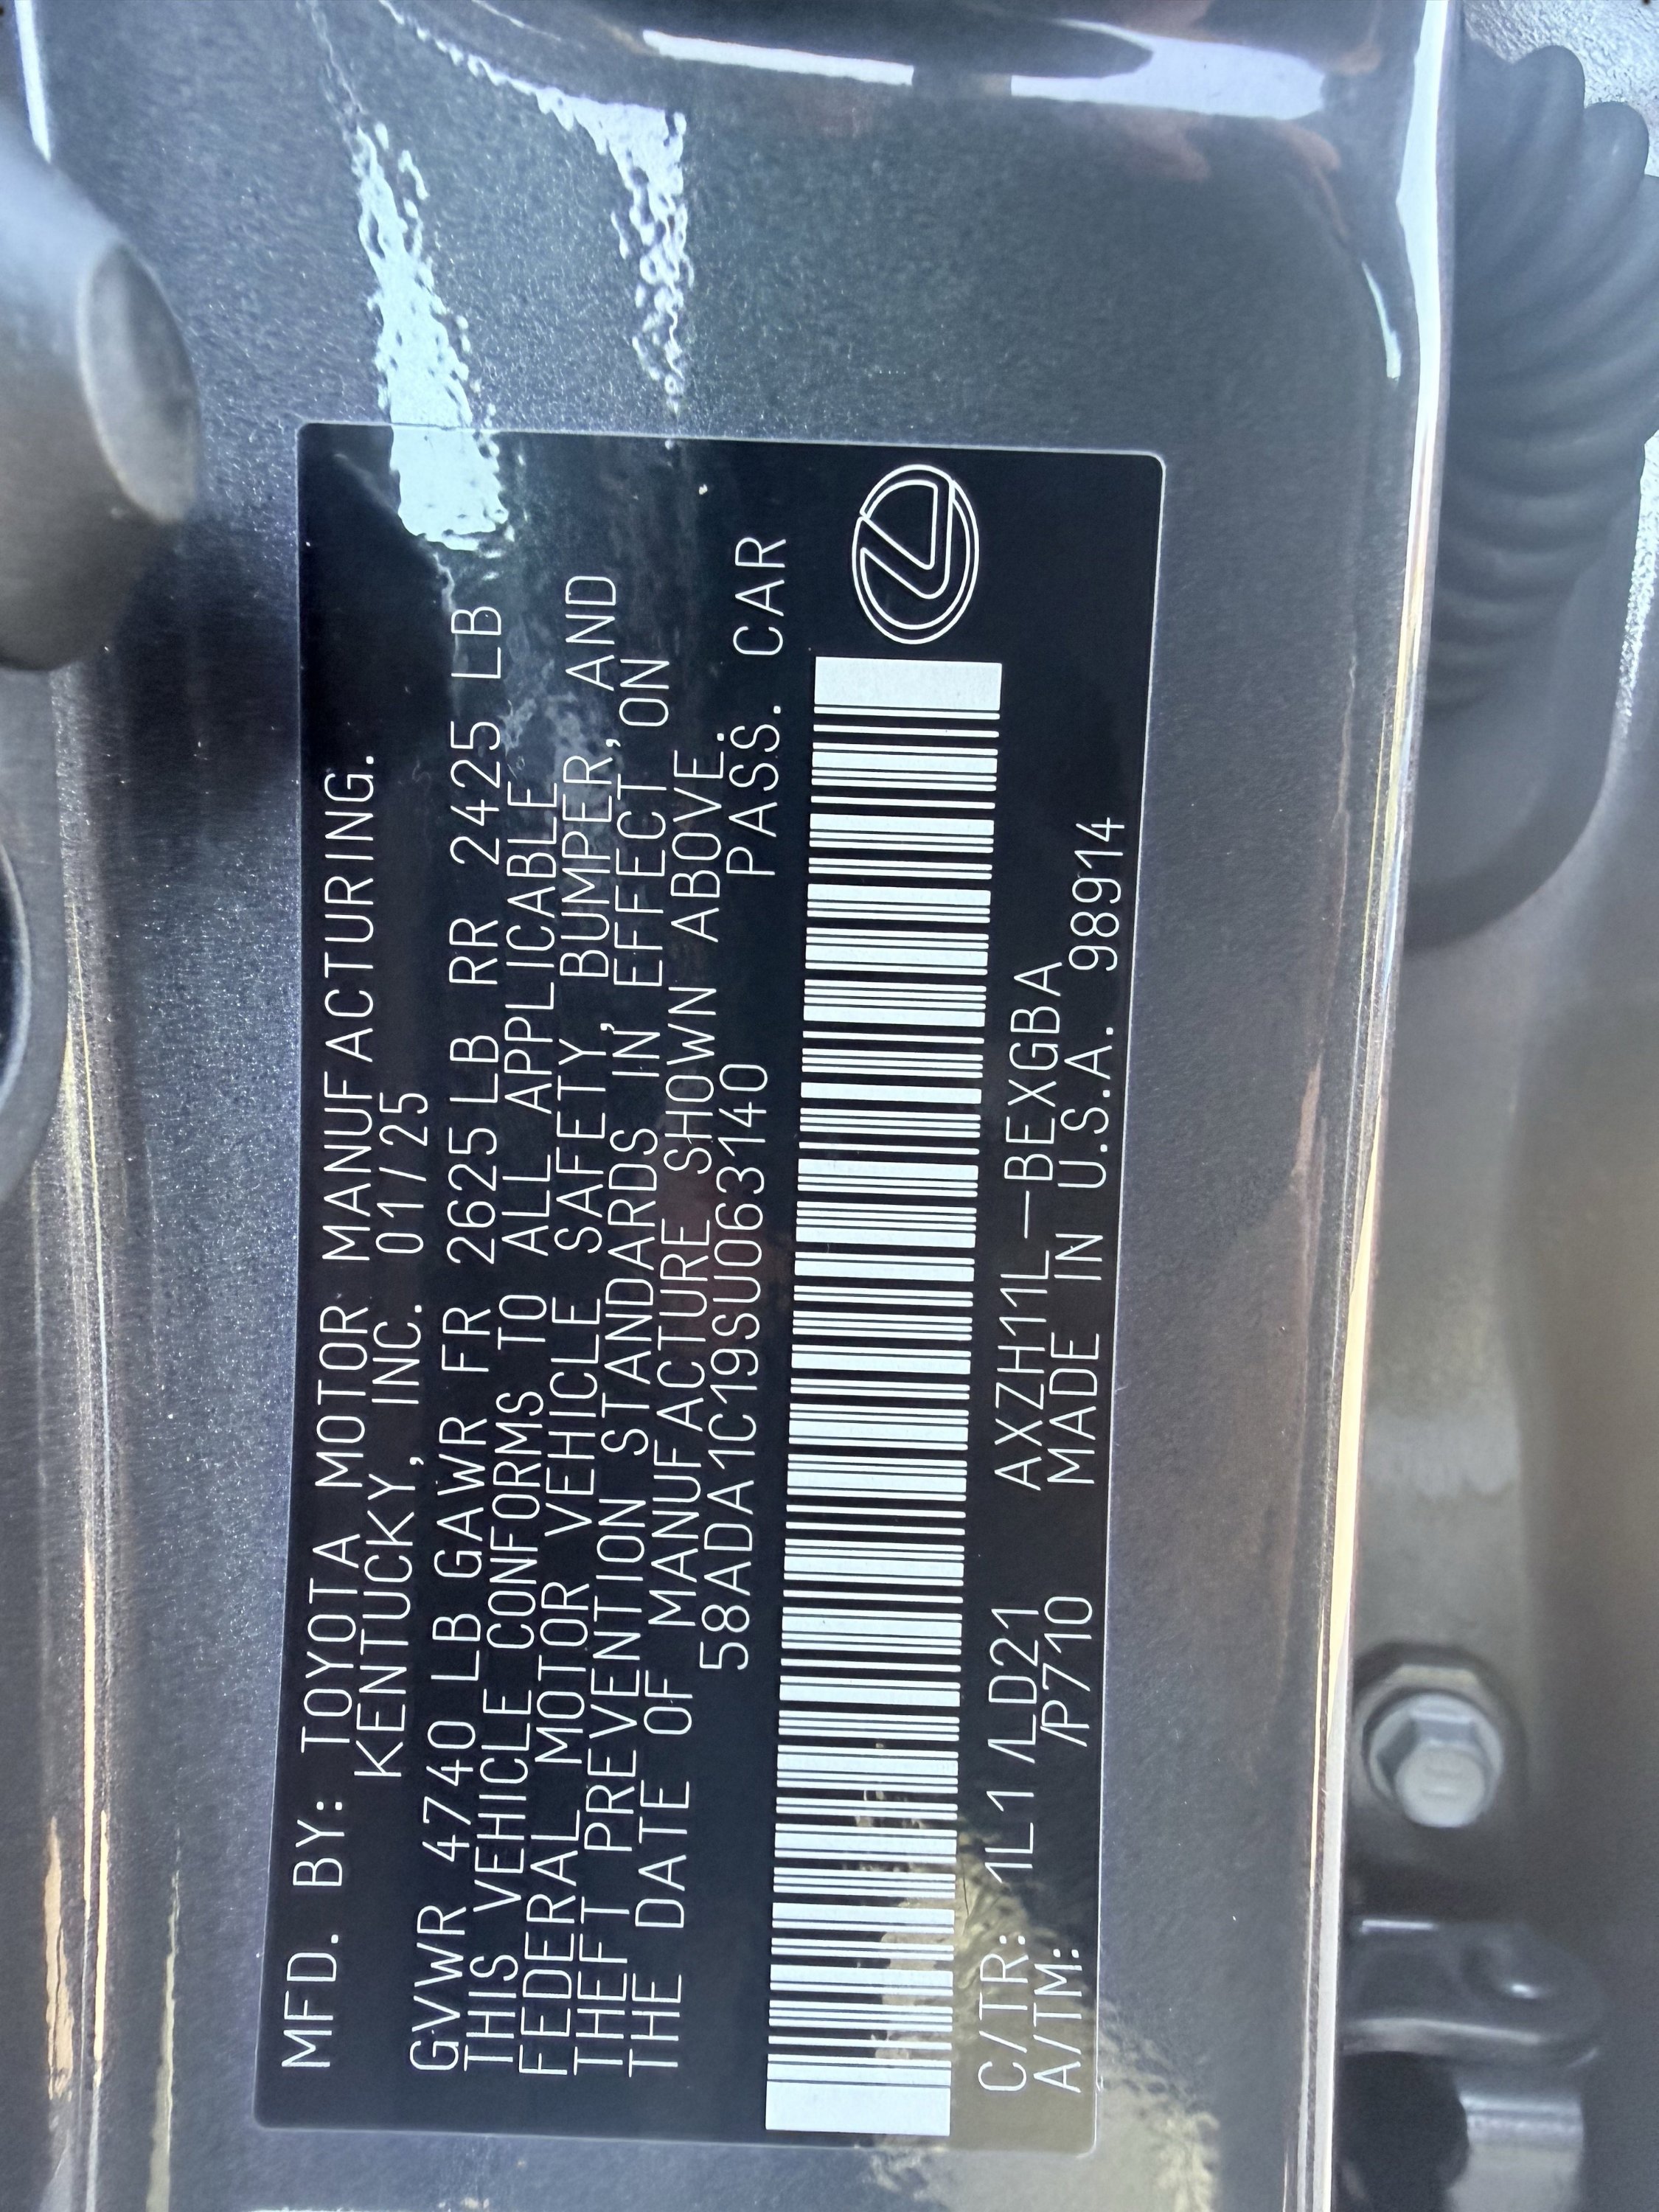 MFD. BY: TOYOTA MOTOR MANUFACTURING.
KENTUCKY, INC. 01/25
GVWR 4740 LB GAWR FR 2625 LB RR 2425 LB
THIS VEHICLE CONFORMS TO ALL APPLICABLE
FEDERAL MOTOR VEHICLE SAFETY, BUMPER, AND
THEFT PREVENTION STANDARDS IN EFFECT ON
THE DATE OF MANUFACTURE SHOWN ABOVE.
58ADA1C19SU063140 PASS. CAR
C/TR: 1L1 /LD21 AXZH11L-BEXGBA
A/TM: /P710 MADE IN U.S.A. 98914